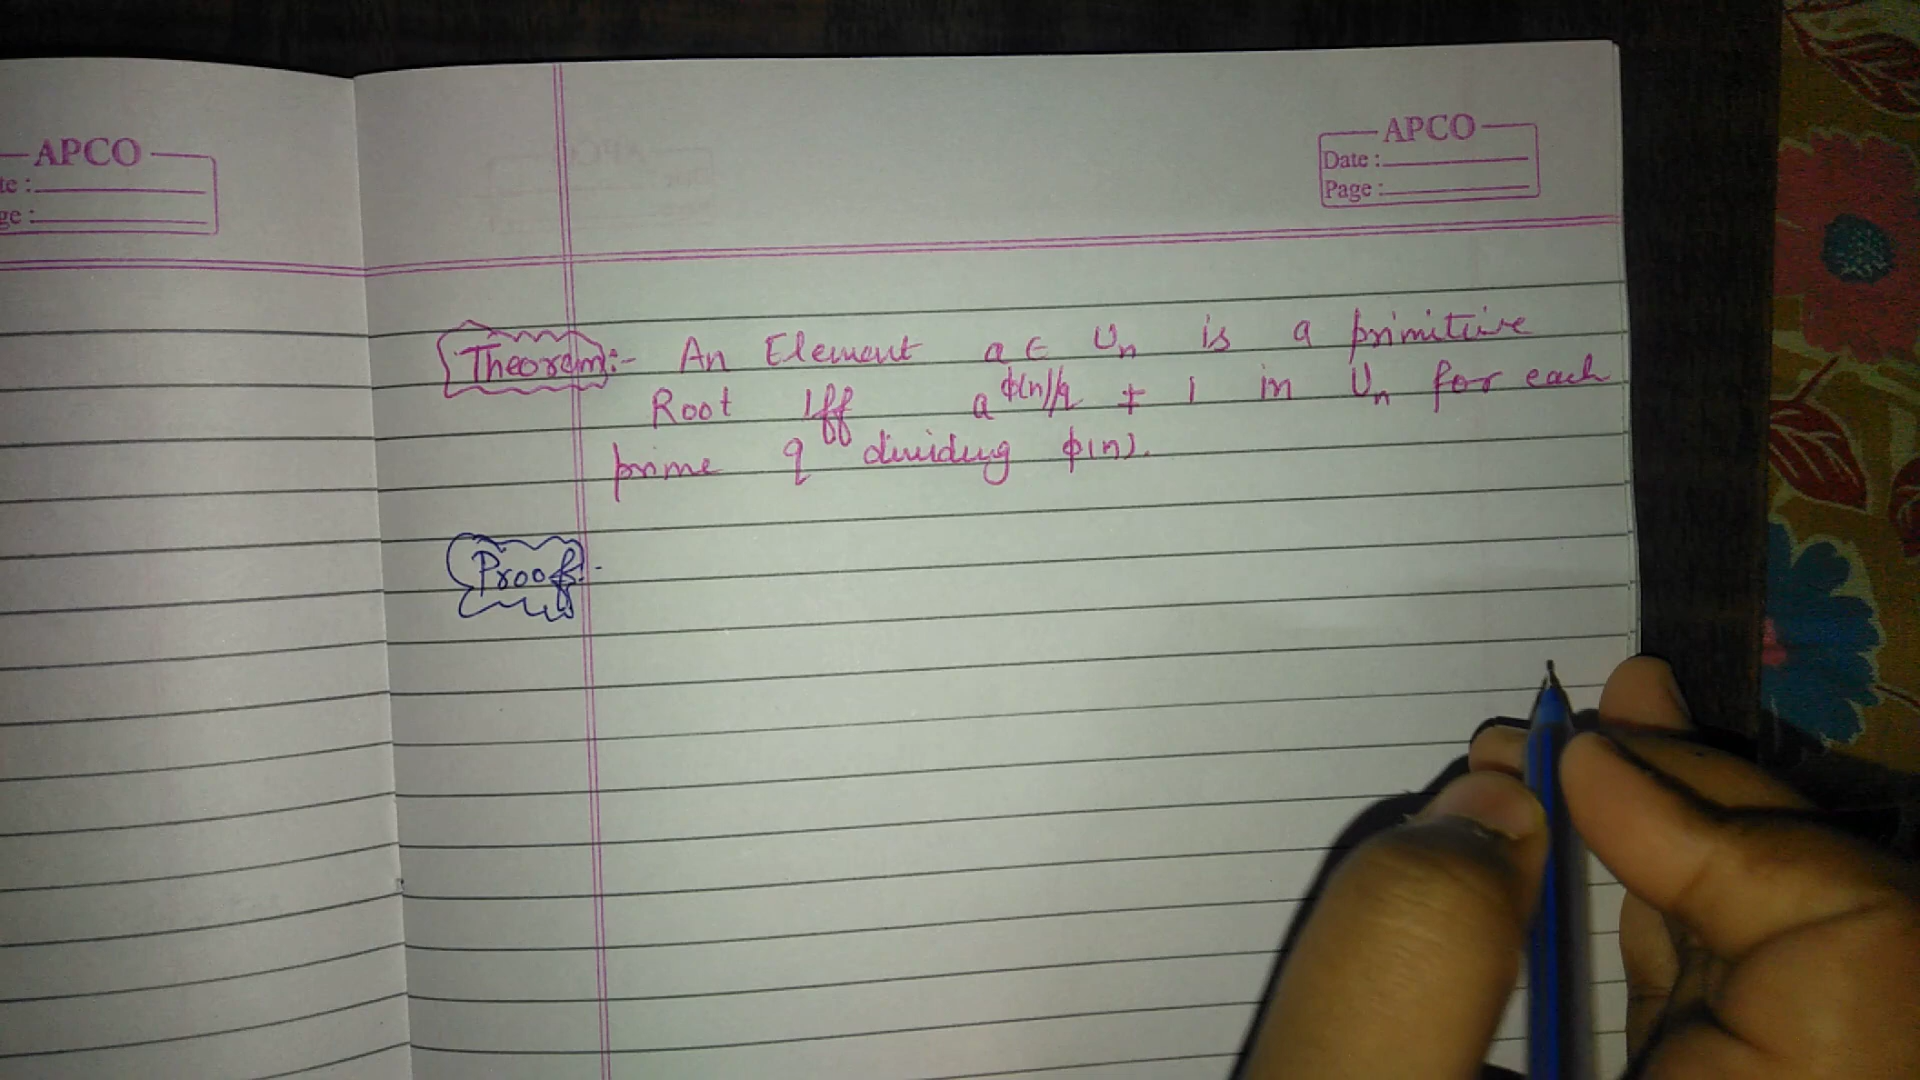 APCO
te :
ge :
APCO
Date :
Page :
Theorem:- An Element a ∈ Un is a primitive
Root iff a^ϕ(n)/q ≠ 1 in Un for each
prime q dividing ϕ(n).
Proof:-